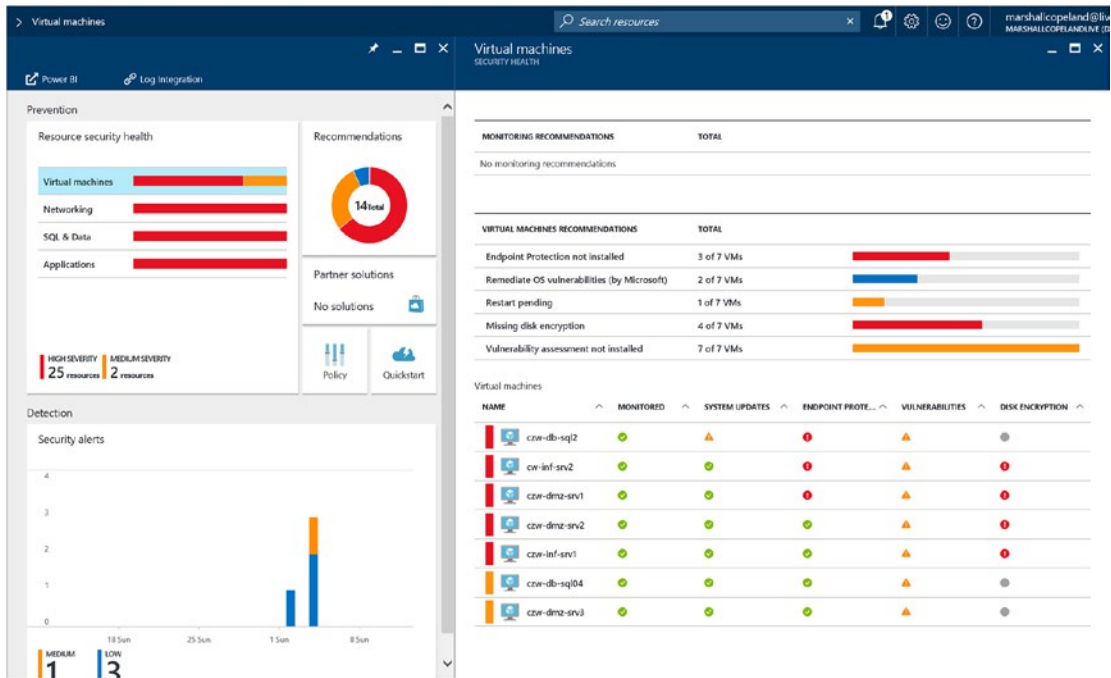 Virtual machines
Search resources
1
marshallcopeland@liv
MARSHALLCOPELANDLIVE (D
Power BI
Log Integration
Prevention
Resource security health
Virtual machines
Networking
SQL & Data
Applications
HIGH SEVERITY
25 resources
MEDIUM SEVERITY
2 resources
Recommendations
14 Total
Partner solutions
No solutions
Policy
Quickstart
Detection
Security alerts
4
3
2
1
0
18 Sun
25 Sun
1 Sun
8 Sun
MEDIUM
1
LOW
3
Virtual machines
SECURITY HEALTH
MONITORING RECOMMENDATIONS TOTAL
No monitoring recommendations
VIRTUAL MACHINES RECOMMENDATIONS TOTAL
Endpoint Protection not installed 3 of 7 VMs
Remediate OS vulnerabilities (by Microsoft) 2 of 7 VMs
Restart pending 1 of 7 VMs
Missing disk encryption 4 of 7 VMs
Vulnerability assessment not installed 7 of 7 VMs
Virtual machines
NAME MONITORED SYSTEM UPDATES ENDPOINT PROTE... VULNERABILITIES DISK ENCRYPTION
czw-db-sql2
cw-inf-srv2
czw-dmz-srv1
czw-dmz-srv2
czw-inf-srv1
czw-db-sql04
czw-dmz-srv3